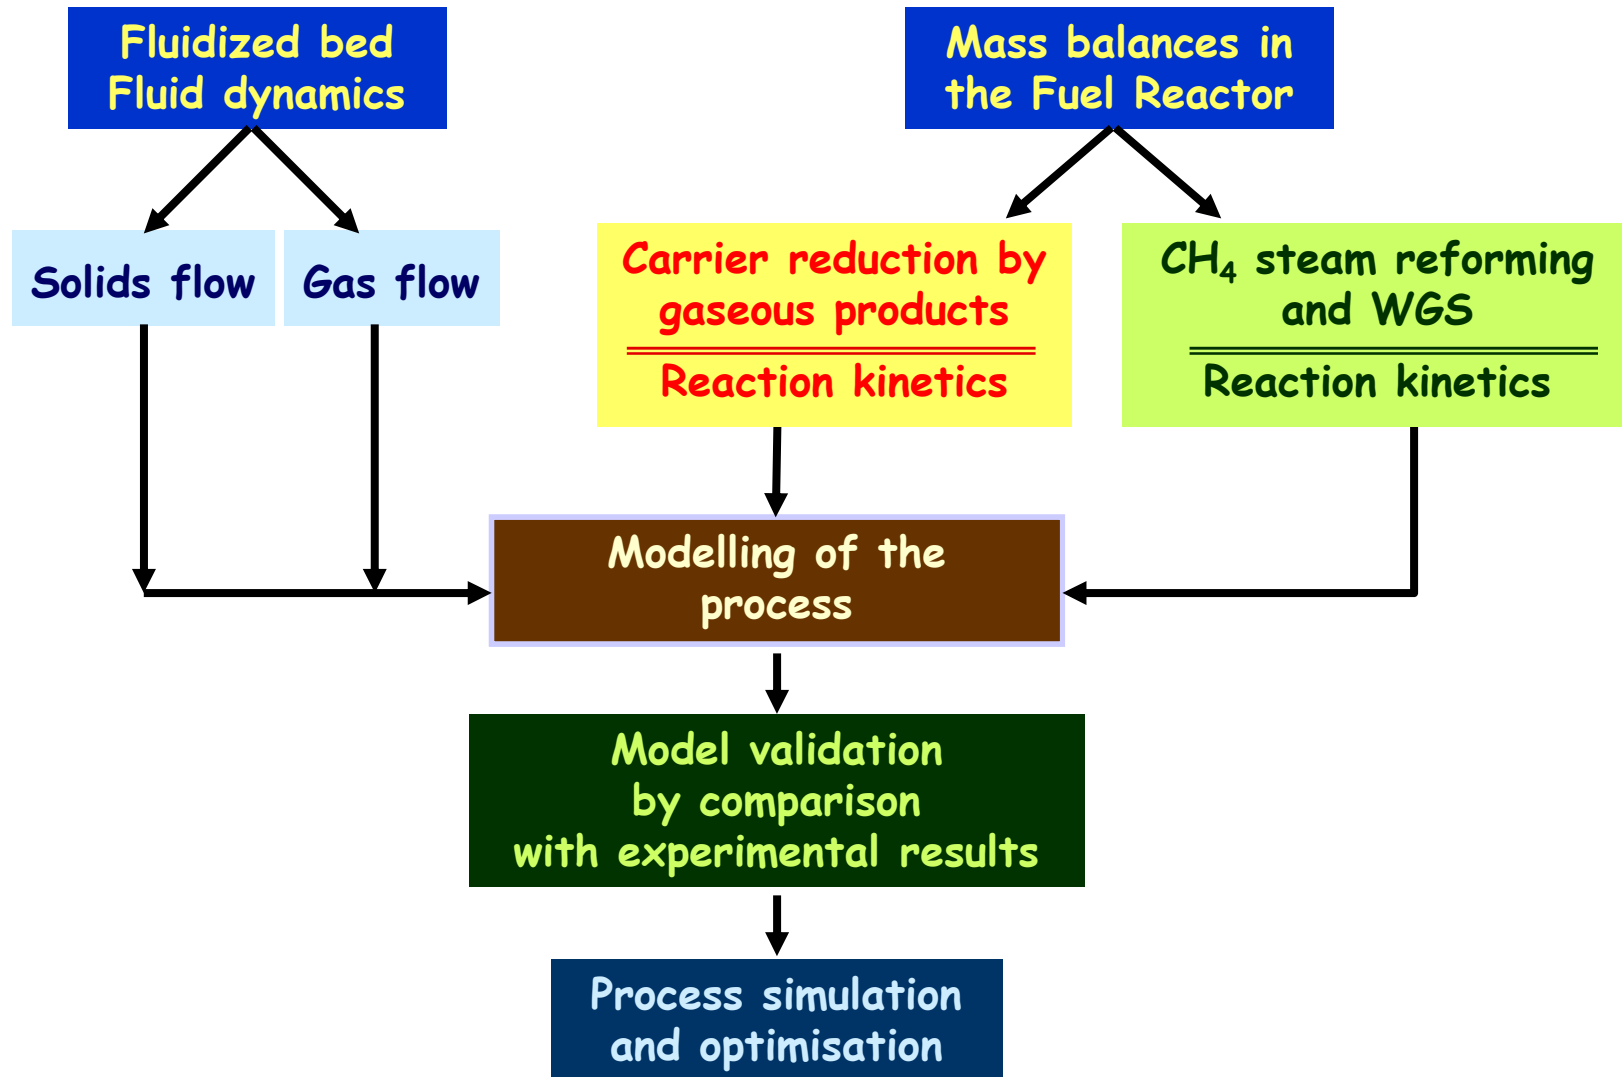 Fluidized bed
Fluid dynamics
Mass balances in
the Fuel Reactor
Solids flow
Gas flow
Carrier reduction by
gaseous products
Reaction kinetics
CH₄ steam reforming
and WGS
Reaction kinetics
Modelling of the
process
Model validation
by comparison
with experimental results
Process simulation
and optimisation